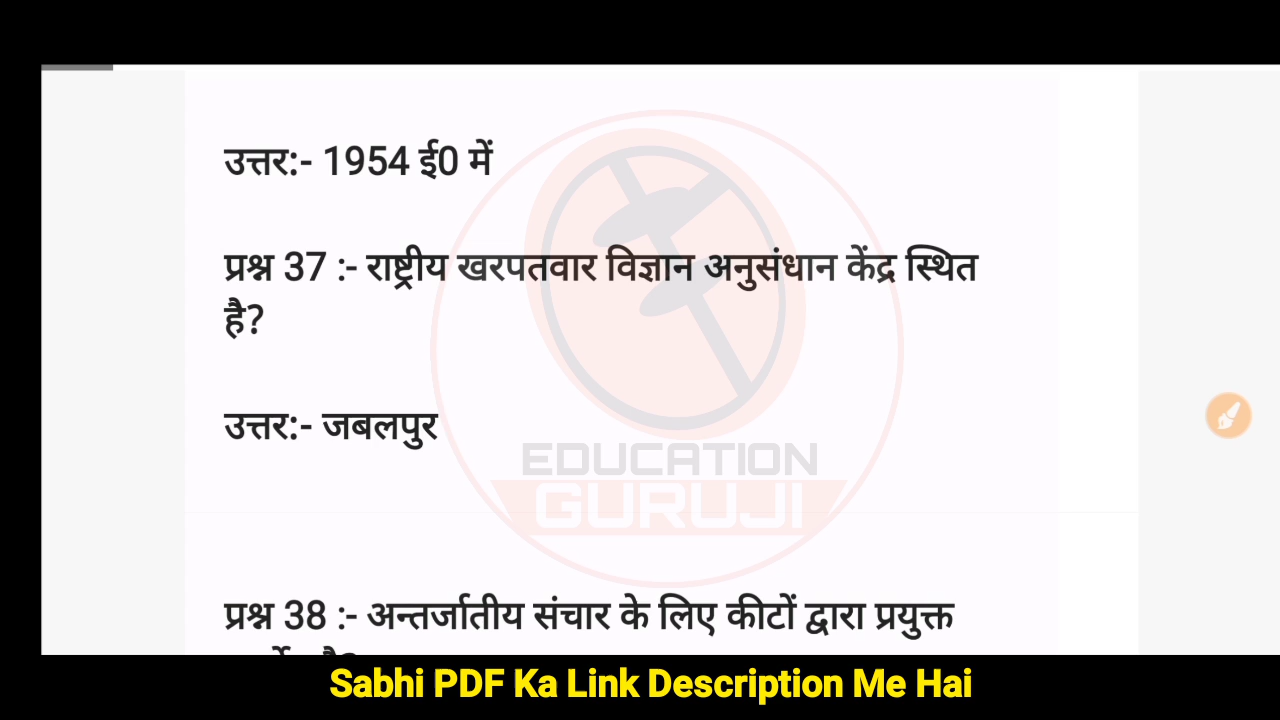 उत्तर:- 1954 ई0 में
प्रश्न 37 :- राष्ट्रीय खरपतवार विज्ञान अनुसंधान केंद्र स्थित
है?
उत्तर:- जबलपुर
EDUCATION
GURUJI
प्रश्न 38 :- अन्तर्जातीय संचार के लिए कीटों द्वारा प्रयुक्त
Sabhi PDF Ka Link Description Me Hai